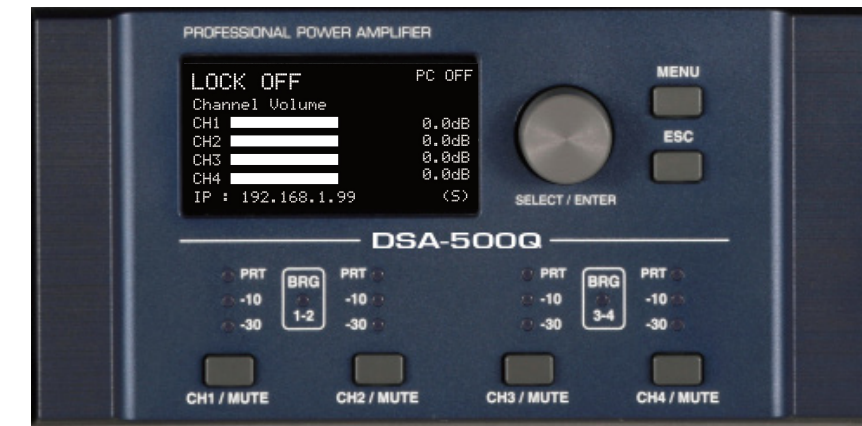 PROFESSIONAL POWER AMPLIFIER
LOCK OFF PC OFF
Channel Volume
CH1 0.0dB
CH2 0.0dB
CH3 0.0dB
CH4 0.0dB
IP : 192.168.1.99 (S)
MENU
ESC
SELECT / ENTER
DSA-500Q
PRT BRG PRT PRT BRG PRT
-10 1-2 -10 -10 3-4 -10
-30 -30 -30 -30
CH1 / MUTE CH2 / MUTE CH3 / MUTE CH4 / MUTE